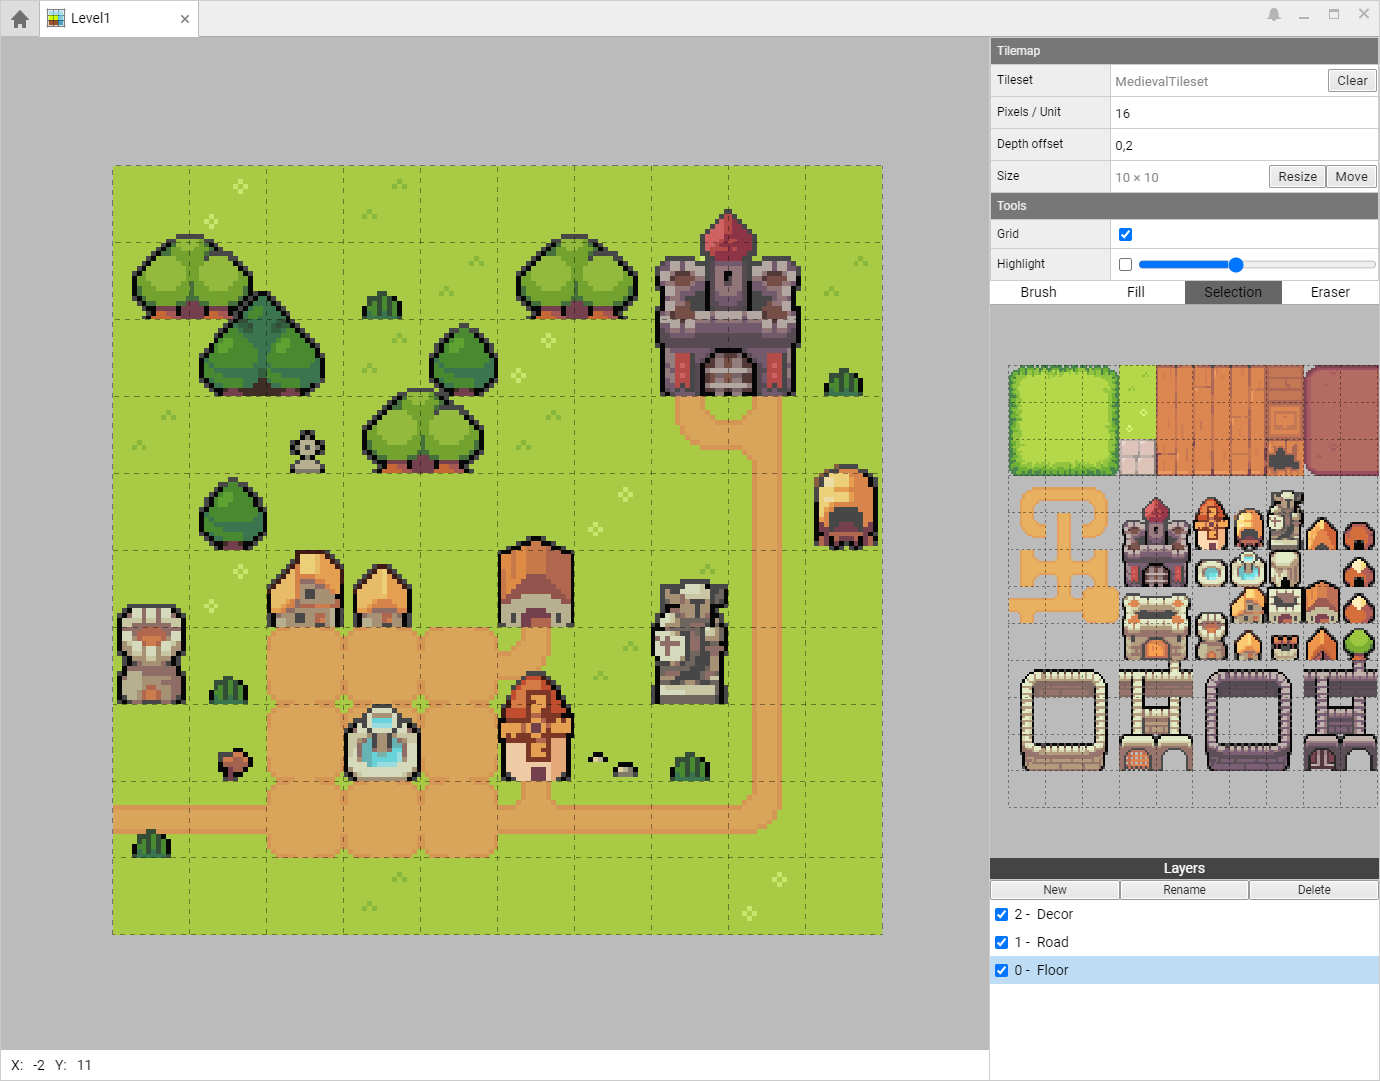 Level1
Tilemap
Tileset MedievalTileset Clear
Pixels / Unit 16
Depth offset 0,2
Size 10 × 10 Resize Move
Tools
Grid
Highlight
Brush Fill Selection Eraser
Layers
New Rename Delete
2 - Decor
1 - Road
0 - Floor
X: -2 Y: 11